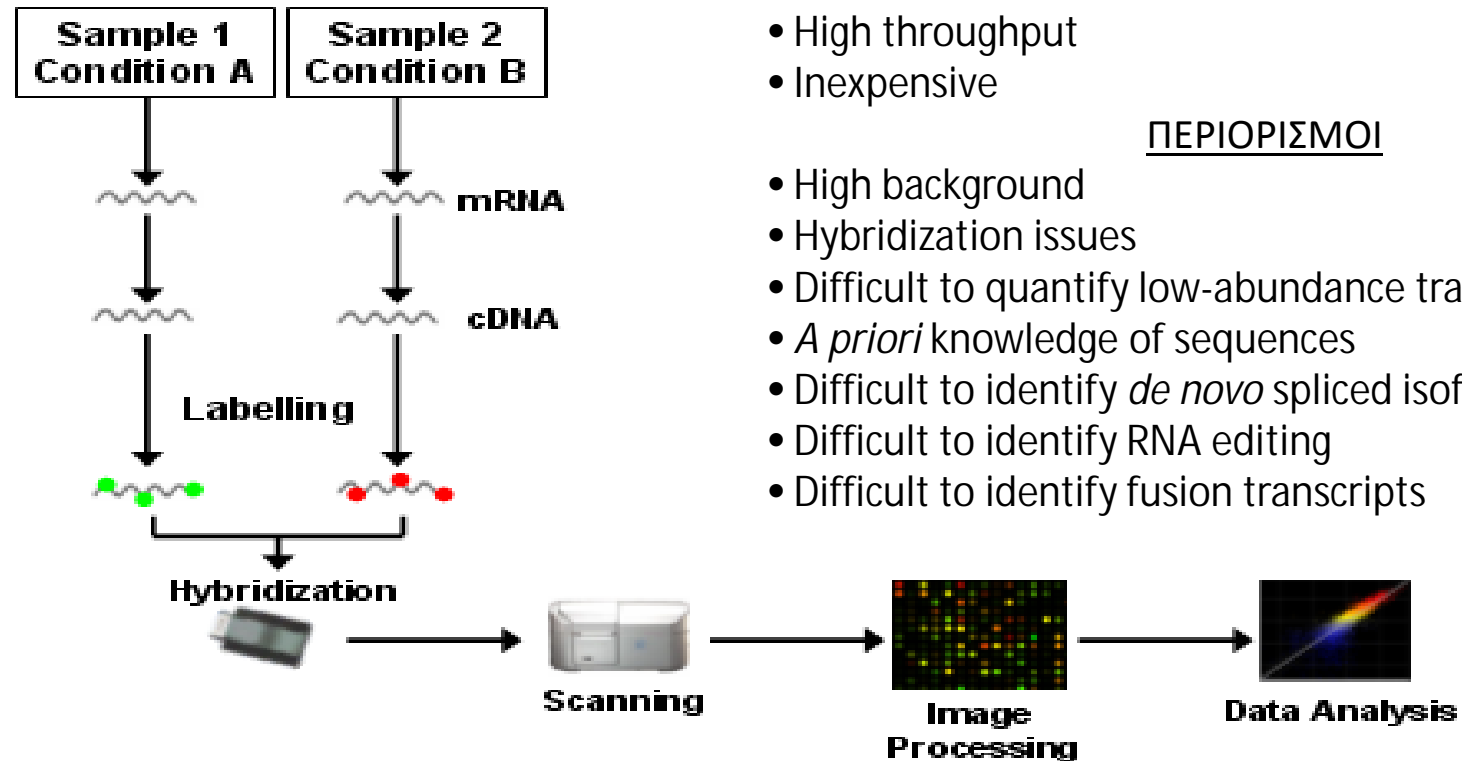 Sample 1
Condition A
Sample 2
Condition B
mRNA
cDNA
Labelling
Hybridization
Scanning
Image
Processing
Data Analysis
• High throughput
• Inexpensive
ΠΕΡΙΟΡΙΣΜΟΙ
• High background
• Hybridization issues
• Difficult to quantify low-abundance
• A priori knowledge of sequences
• Difficult to identify de novo spliced
• Difficult to identify RNA editing
• Difficult to identify fusion transcripts